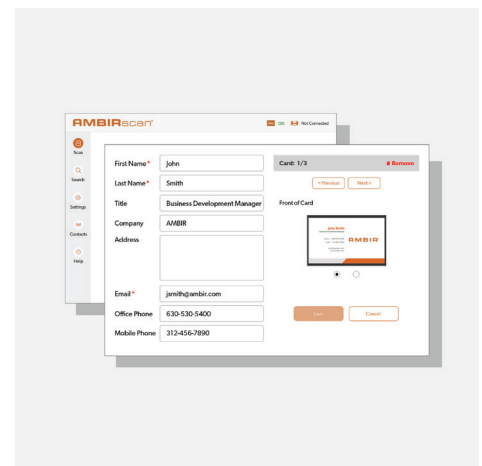 AMBIRscan
Not Connected
Scan
Search
Settings
Contacts
Help
First Name* John
Last Name* Smith
Title Business Development Manager
Company AMBIR
Address
Email* jsmith@ambir.com
Office Phone 630-530-5400
Mobile Phone 312-456-7890
Card: 1/3 Remove
<Previous Next>
Front of Card
John Smith
AMBIR
Save Cancel